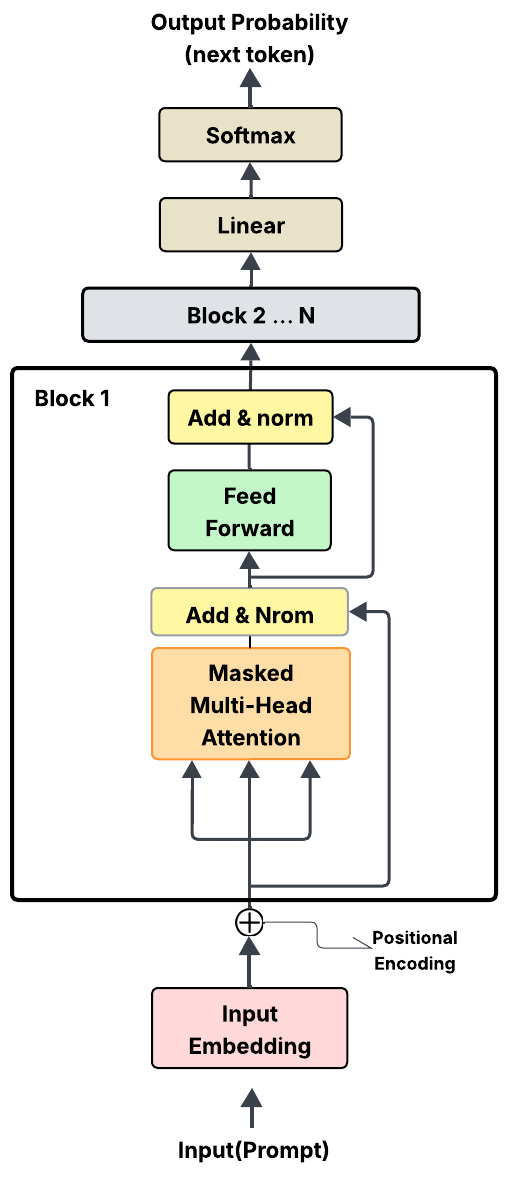 Output Probability
(next token)
Softmax
Linear
Block 2 ... N
Block 1
Add & norm
Feed
Forward
Add & Nrom
Masked
Multi-Head
Attention
Positional
Encoding
Input
Embedding
Input(Prompt)